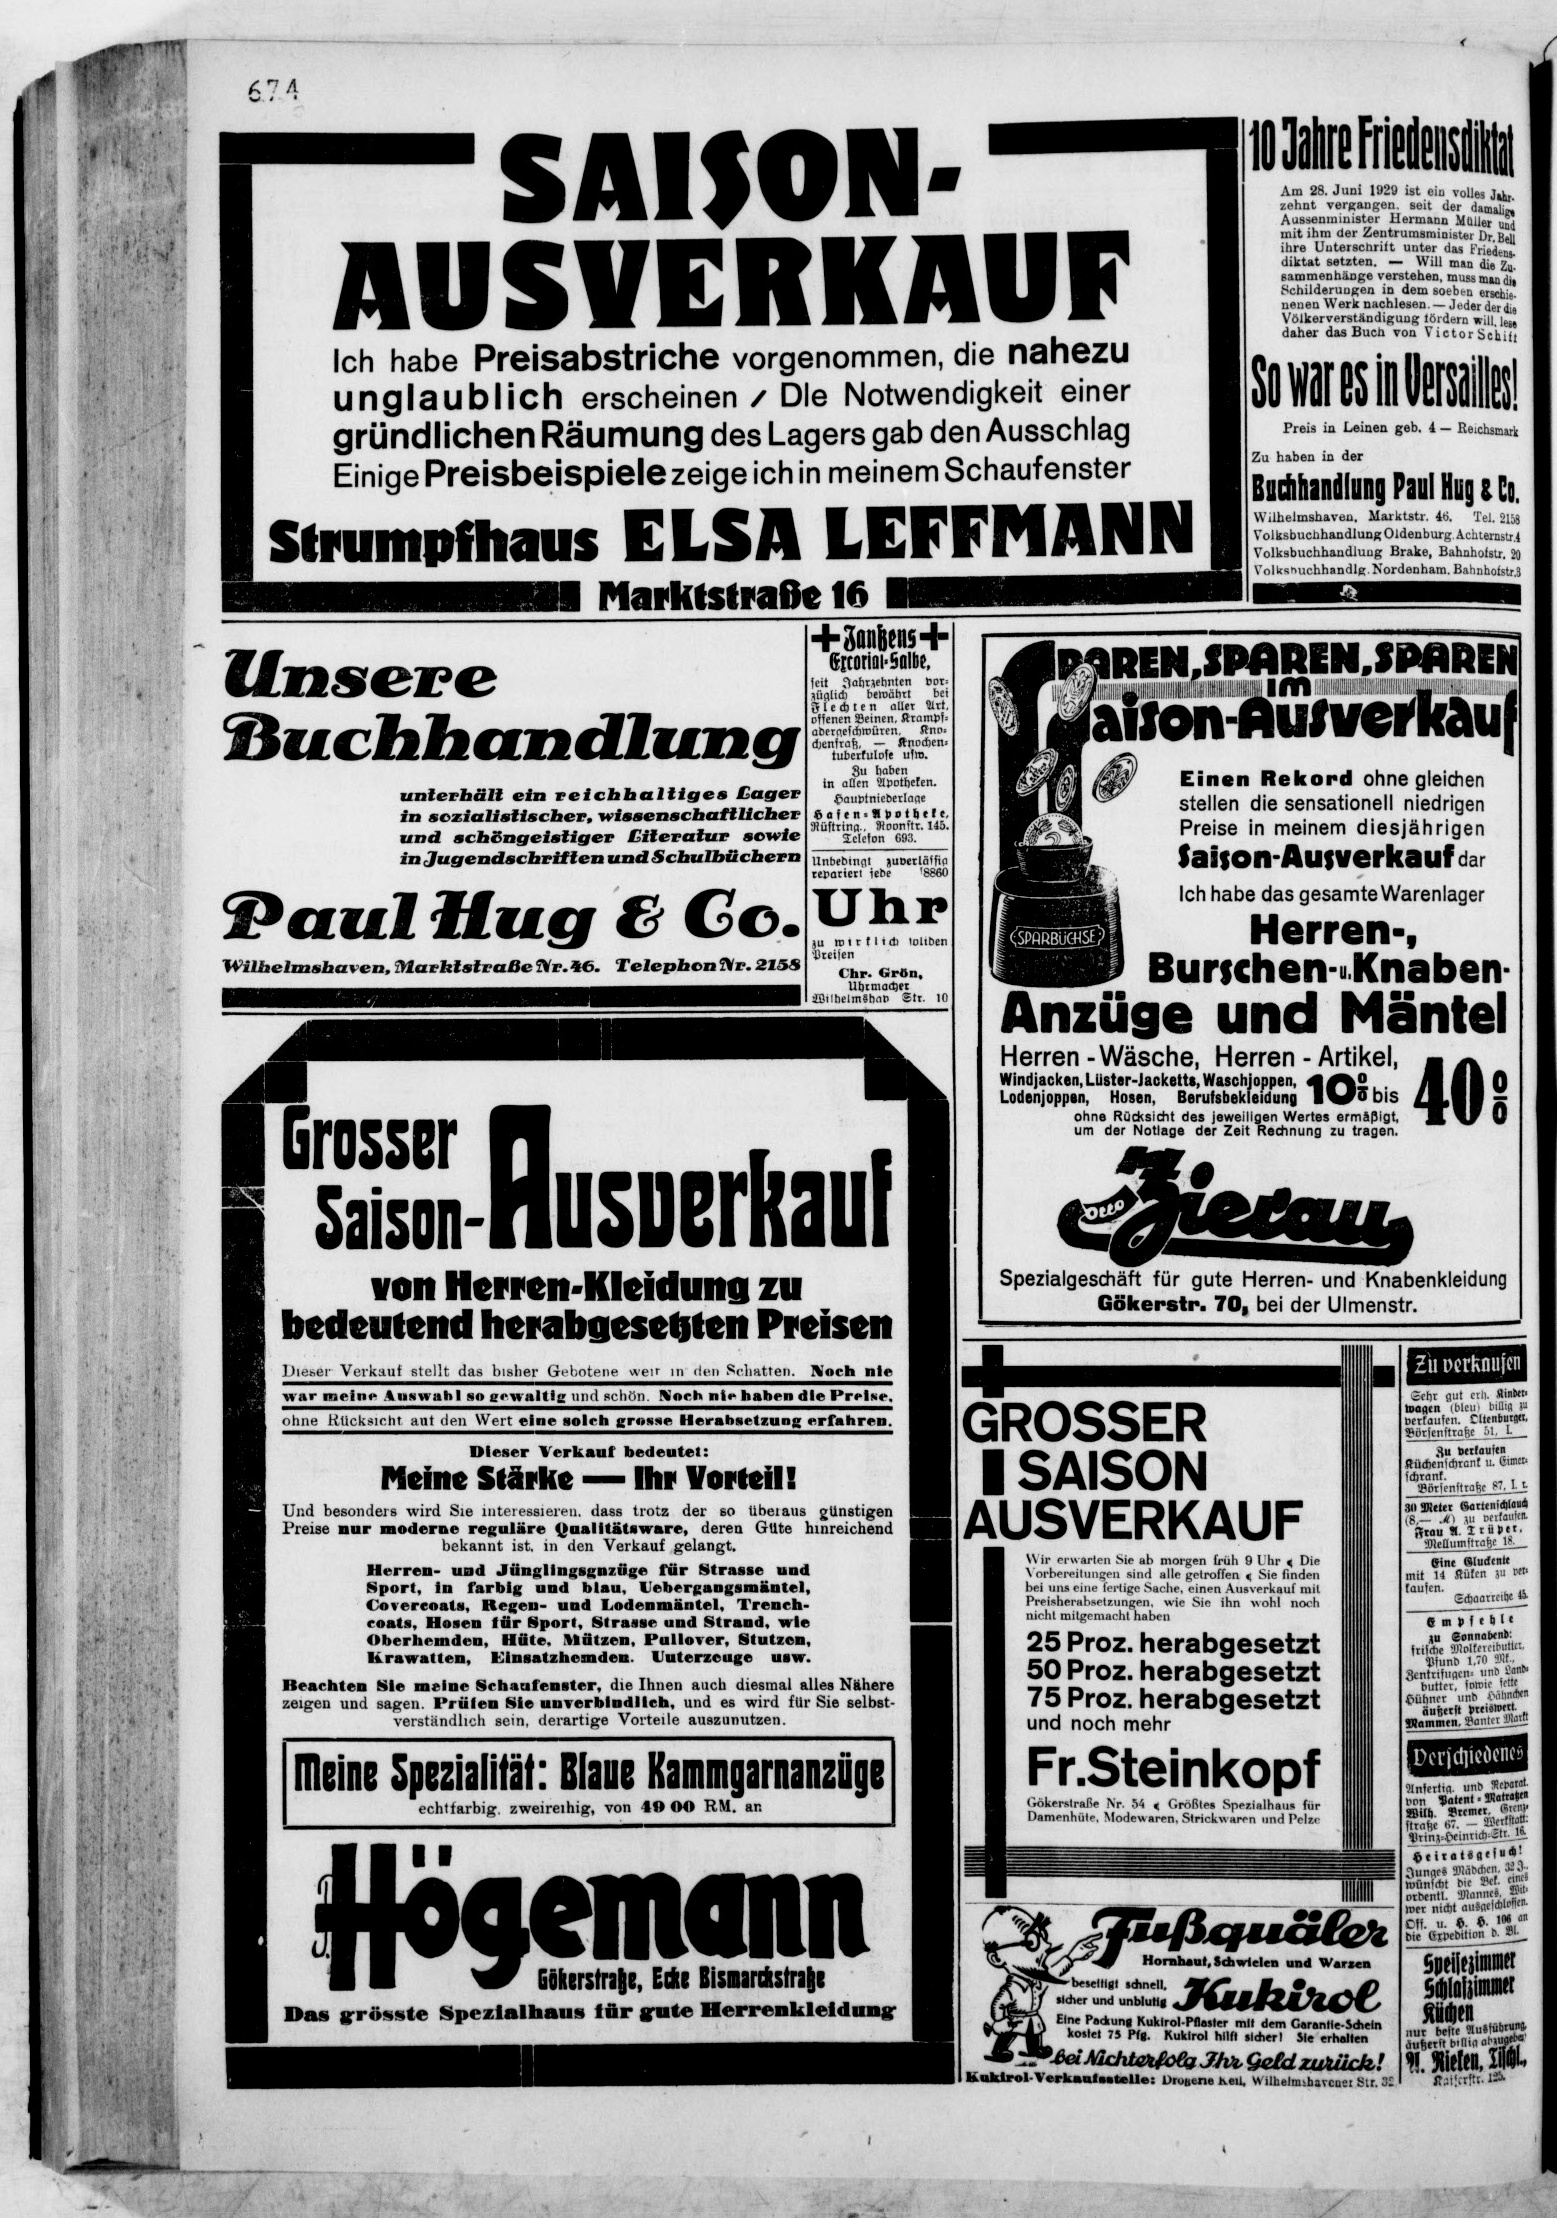 674
SAISON-
AUSVERKAUF
Ich habe Preisabstriche vorgenommen, die nahezu
unglaublich erscheinen / Die Notwendigkeit einer
gründlichen Räumung des Lagers gab den Ausschlag
Einige Preisbeispiele zeige ich in meinem Schaufenster
Strumpfhaus ELSA LEFFMANN
Marktstraße 16
10 Jahre Friedensdiktat
Am 28. Juni 1929 ist ein volles Jahr-
zehnt vergangen, seit der damalige
Aussenminister Hermann Müller und
mit ihm der Zentrumsminister Dr. Bell
ihre Unterschrift unter das Friedens-
diktat setzten. — Will man die Zu-
sammenhänge verstehen, muss man die
Schilderungen in dem soeben erschie-
nenen Werk nachlesen. — Jeder der die
Völkerverständigung fördern will, lese
daher das Buch von Victor Schiff
So war es in Versailles!
Preis in Leinen geb. 4 — Reichsmark
Zu haben in der
Buchhandlung Paul Hug & Co.
Wilhelmshaven, Marktstr. 46. Tel. 2158
Volksbuchhandlung Oldenburg, Achternstr. 4
Volksbuchhandlung Brake, Bahnhofstr. 20
Volksbuchhandlg. Nordenham, Bahnhofstr. 3
Unsere
Buchhandlung
unterhält ein reichhaltiges Lager
in sozialistischer, wissenschaftlicher
und schöngeistiger Literatur sowie
in Jugendschriften und Schulbüchern
Paul Hug & Co.
Wilhelmshaven, Marktstraße Nr. 46. Telephon Nr. 2158
Janßens
Excorial-Salbe,
seit Jahrzehnten vor-
züglich bewährt bei
Flechten aller Art,
offenen Beinen, Krampf-
adergeschwüren, Kno-
chenfraß, — Knochen-
tuberkulose usw.
Zu haben
in allen Apotheken.
Hauptniederlage
Hafen-Apotheke,
Rüstring., Roonstr. 145.
Telefon 693.
Unbedingt zuverlässig
repariert jede 8860
Uhr
zu wirklich soliden
Preisen
Chr. Grön,
Uhrmacher
Wilhelmshav Str. 10
SPAREN, SPAREN, SPAREN
im
Saison-Ausverkauf
Einen Rekord ohne gleichen
stellen die sensationell niedrigen
Preise in meinem diesjährigen
Saison-Ausverkauf dar
Ich habe das gesamte Warenlager
SPARBÜCHSE
Herren-,
Burschen- u. Knaben-
Anzüge und Mäntel
Herren-Wäsche, Herren-Artikel,
Windjacken, Lüster-Jacketts, Waschjoppen,
Lodenjoppen, Hosen, Berufsbekleidung 10% bis 40%
ohne Rücksicht des jeweiligen Wertes ermäßigt,
um der Notlage der Zeit Rechnung zu tragen.
Otto Zierau
Spezialgeschäft für gute Herren- und Knabenkleidung
Gökerstr. 70, bei der Ulmenstr.
Grosser
Saison-Ausverkauf
von Herren-Kleidung zu
bedeutend herabgesetzten Preisen
Dieser Verkauf stellt das bisher Gebotene weit in den Schatten. Noch nie
war meine Auswahl so gewaltig und schön. Noch nie haben die Preise,
ohne Rücksicht auf den Wert eine solch grosse Herabsetzung erfahren.
Dieser Verkauf bedeutet:
Meine Stärke — Ihr Vorteil!
Und besonders wird Sie interessieren, dass trotz der so überaus günstigen
Preise nur moderne reguläre Qualitätsware, deren Güte hinreichend
bekannt ist, in den Verkauf gelangt.
Herren- und Jünglingsgnzüge für Strasse und
Sport, in farbig und blau, Uebergangsmäntel,
Covercoats, Regen- und Lodenmäntel, Trench-
coats, Hosen für Sport, Strasse und Strand, wie
Oberhemden, Hüte, Mützen, Pullover, Stutzen,
Krawatten, Einsatzhemden. Unterzeuge usw.
Beachten Sie meine Schaufenster, die Ihnen auch diesmal alles Nähere
zeigen und sagen. Prüfen Sie unverbindlich, und es wird für Sie selbst-
verständlich sein, derartige Vorteile auszunutzen.
Meine Spezialität: Blaue Kammgarnanzüge
echtfarbig, zweireihig, von 49 00 RM. an
J. Högemann
Gökerstraße, Ecke Bismarckstraße
Das grösste Spezialhaus für gute Herrenkleidung
GROSSER
SAISON
AUSVERKAUF
Wir erwarten Sie ab morgen früh 9 Uhr Die
Vorbereitungen sind alle getroffen Sie finden
bei uns eine fertige Sache, einen Ausverkauf mit
Preisherabsetzungen, wie Sie ihn wohl noch
nicht mitgemacht haben
25 Proz. herabgesetzt
50 Proz. herabgesetzt
75 Proz. herabgesetzt
und noch mehr
Fr. Steinkopf
Gökerstraße Nr. 54 Größtes Spezialhaus für
Damenhüte, Modewaren, Strickwaren und Pelze
Fußquäler
Hornhaut, Schwielen und Warzen
beseitigt schnell,
sicher und unblutig Kukirol
Eine Packung Kukirol-Pflaster mit dem Garantie-Schein
kostet 75 Pfg. Kukirol hilft sicher! Sie erhalten
bei Nichterfolg Ihr Geld zurück!
Kukirol-Verkaufsstelle: Drogerie Keil, Wilhelmshavener Str. 32
Zu verkaufen
Sehr gut erh. Kinder-
wagen (bleu) billig zu
verkaufen. Oltenburger,
Börsenstraße 51, I.
Zu verkaufen
Küchenschrank u. Eimer-
schrank.
Börsenstraße 87, I. r.
30 Meter Gartenschlauch
(8,— M) zu verkaufen.
Frau A. Trüper,
Mellumstraße 18.
Eine Gluckente
mit 14 Küken zu ver-
kaufen.
Schaarreihe 45.
Empfehle
zu Sonnabend:
frische Molkereibutter,
Pfund 1,70 Mk.,
Zentrifugen- und Land-
butter, sowie fette
Hühner und Hähnchen
äußerst preiswert.
Mammen, Banter Markt
Verschiedenes
Anfertig. und Reparat.
von Patent-Matratzen
Wilh. Bremer, Grenz-
straße 67. — Werkstatt:
Prinz-Heinrich-Str. 16.
Heiratsgesuch!
Junges Mädchen, 32 J.,
wünscht die Bek. eines
ordentl. Mannes, Wit-
wer nicht ausgeschlossen.
Off. u. H. H. 106 an
die Expedition d. Bl.
Speisezimmer
Schlafzimmer
Küchen
nur beste Ausführung,
äußerst billig abzugeben
A. Rieken, Tischl.,
Kaiserstr. 125.